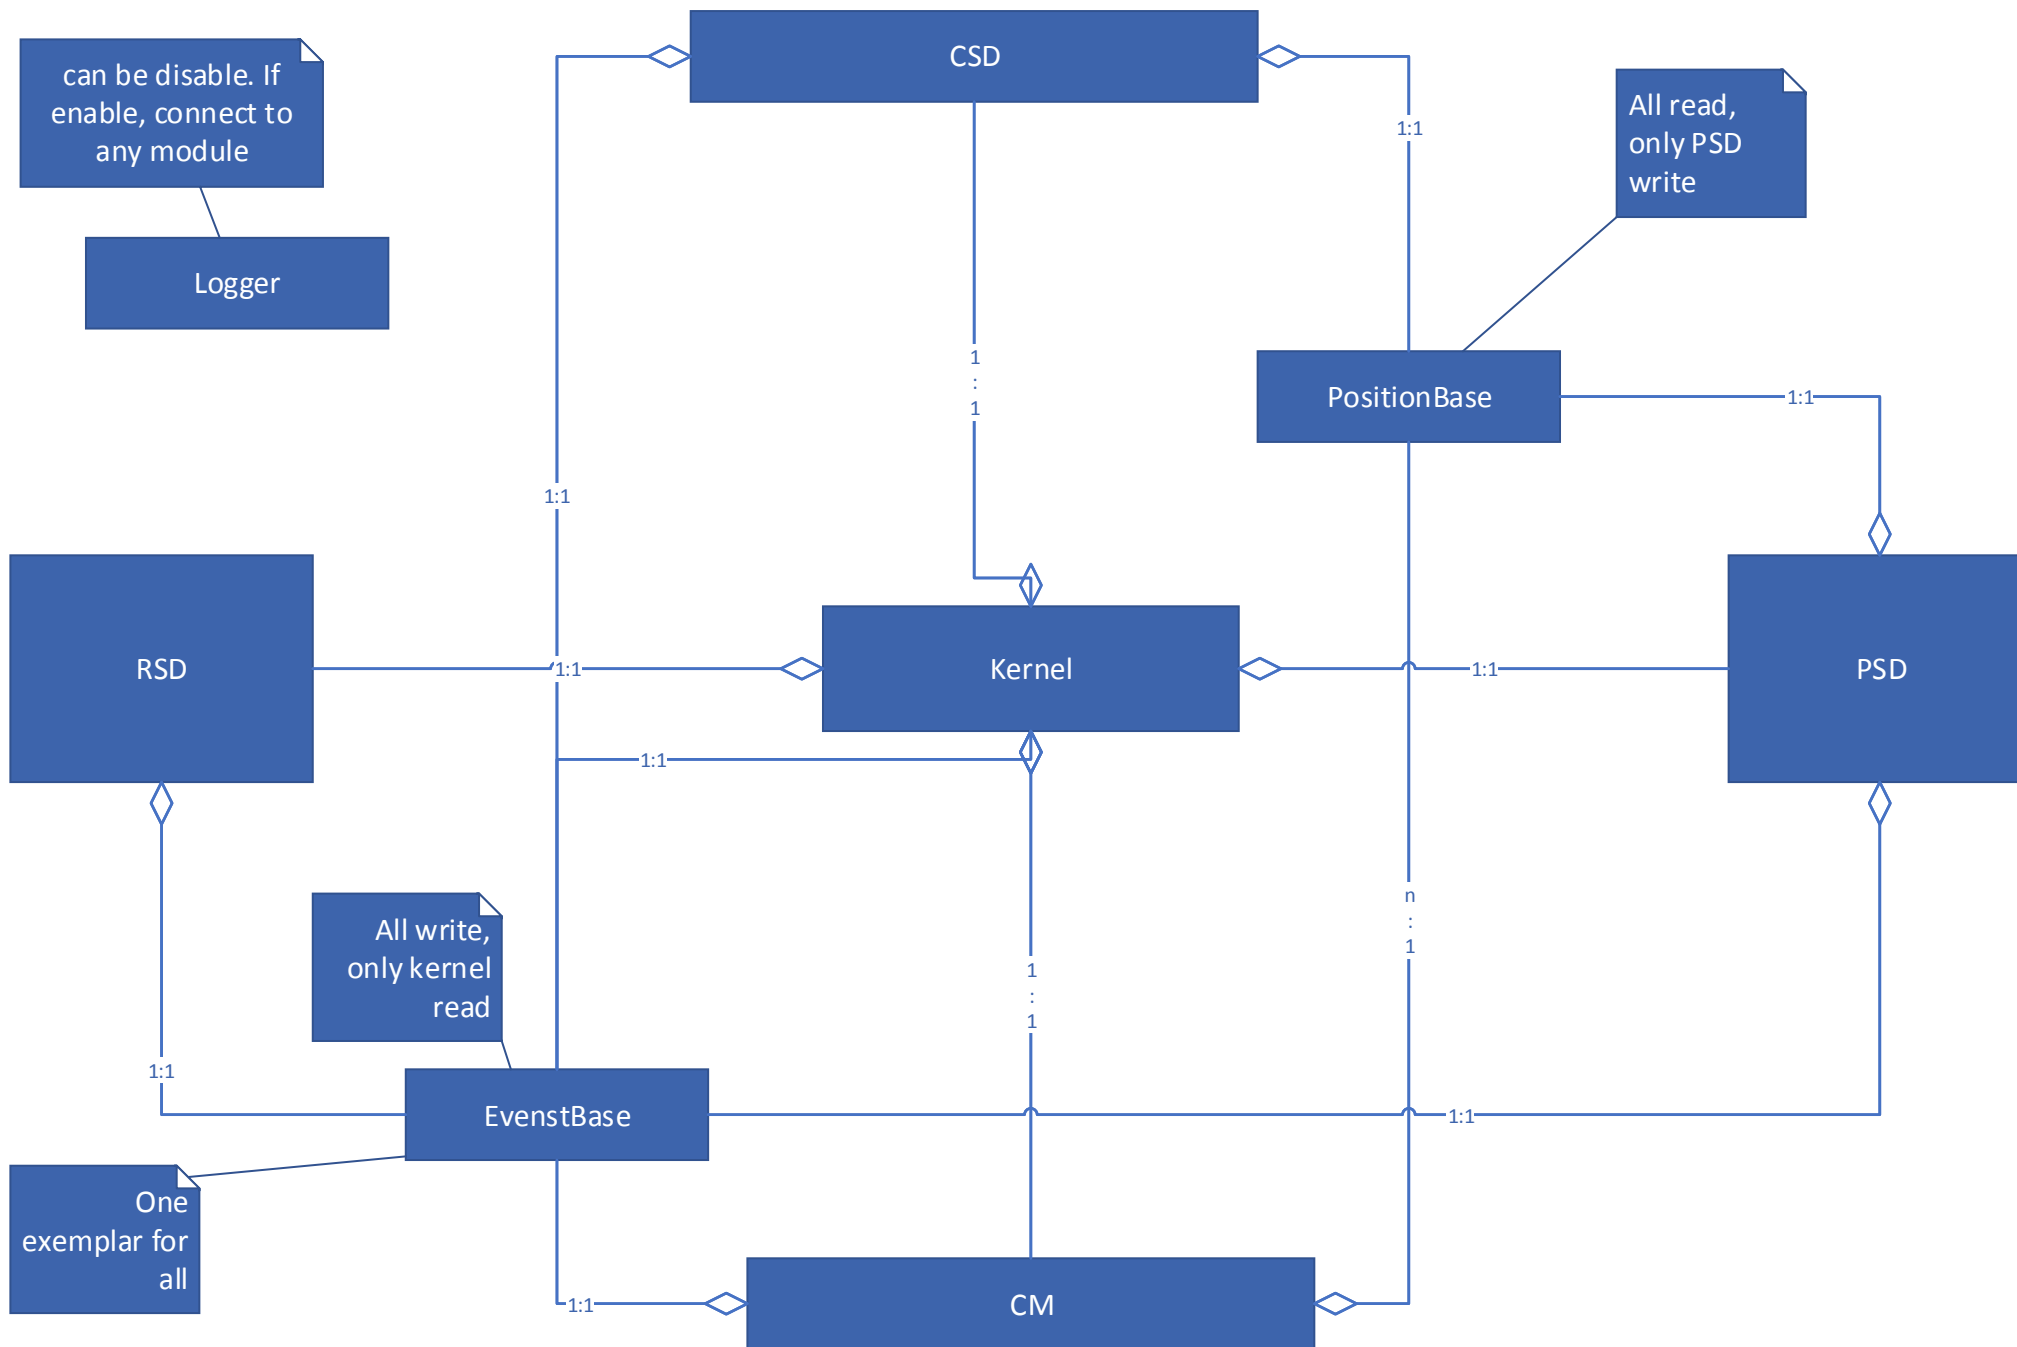 CSD
can be disable. If
enable, connect to
any module
All read,
only PSD
write
1:1
Logger
1
:
1
PositionBase
1:1
1:1
RSD
1:1
Kernel
1:1
PSD
1:1
n
:
1
All write,
only kernel
read
1
:
1
1:1
EvenstBase
1:1
One
exemplar for
all
1:1
CM